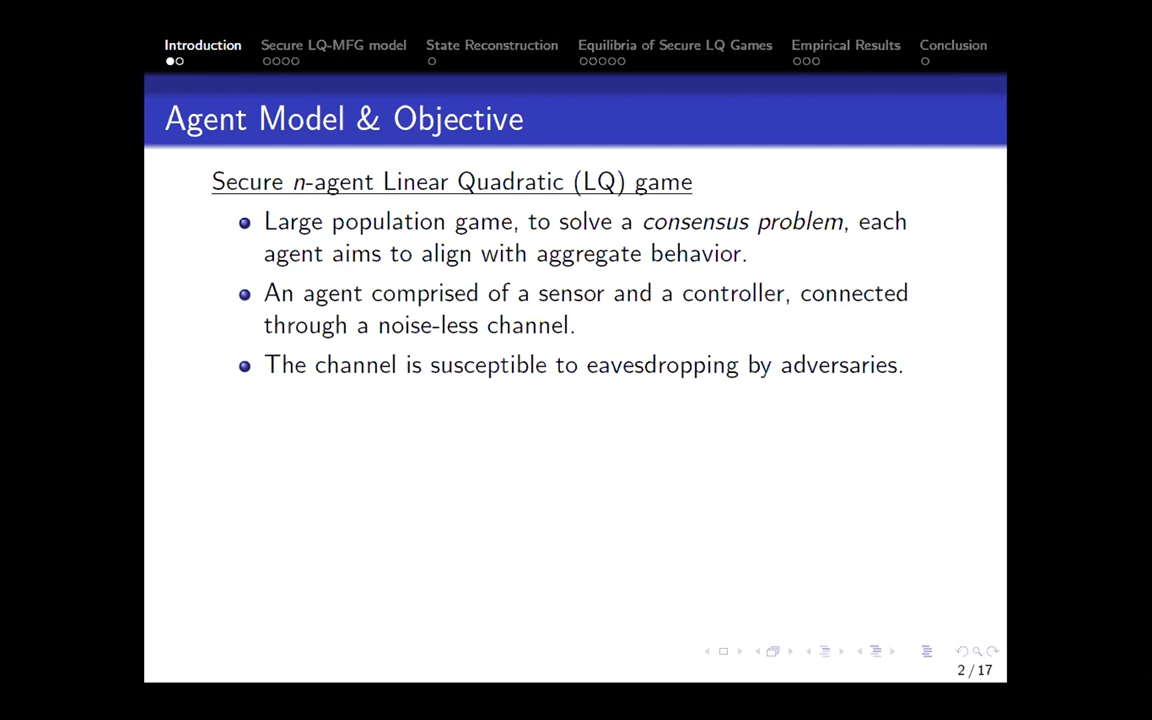 Introduction Secure LQ-MFG model State Reconstruction Equilibria of Secure LQ Games Empirical Results Conclusion
Agent Model & Objective
Secure n-agent Linear Quadratic (LQ) game
Large population game, to solve a consensus problem, each
agent aims to align with aggregate behavior.
An agent comprised of a sensor and a controller, connected
through a noise-less channel.
The channel is susceptible to eavesdropping by adversaries.
2 / 17